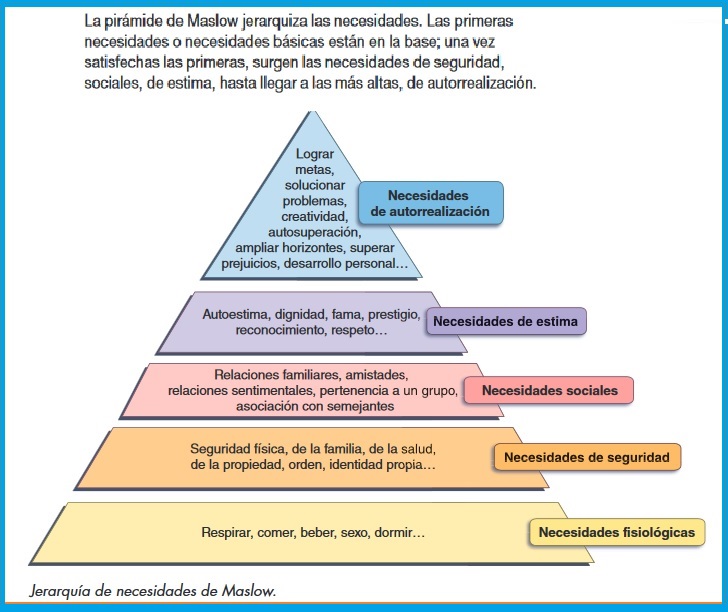 La pirámide de Maslow jerarquiza las necesidades. Las primeras
necesidades o necesidades básicas están en la base; una vez
satisfechas las primeras, surgen las necesidades de seguridad,
sociales, de estima, hasta llegar a las más altas, de autorrealización.
Lograr
metas,
solucionar
problemas,
creatividad,
autosuperación,
ampliar horizontes, superar
prejuicios, desarrollo personal…
Necesidades
de autorrealización
Autoestima, dignidad, fama, prestigio,
reconocimiento, respeto…
Necesidades de estima
Relaciones familiares, amistades,
relaciones sentimentales, pertenencia a un grupo,
asociación con semejantes
Necesidades sociales
Seguridad física, de la familia, de la salud,
de la propiedad, orden, identidad propia…
Necesidades de seguridad
Respirar, comer, beber, sexo, dormir…
Necesidades fisiológicas
Jerarquía de necesidades de Maslow.